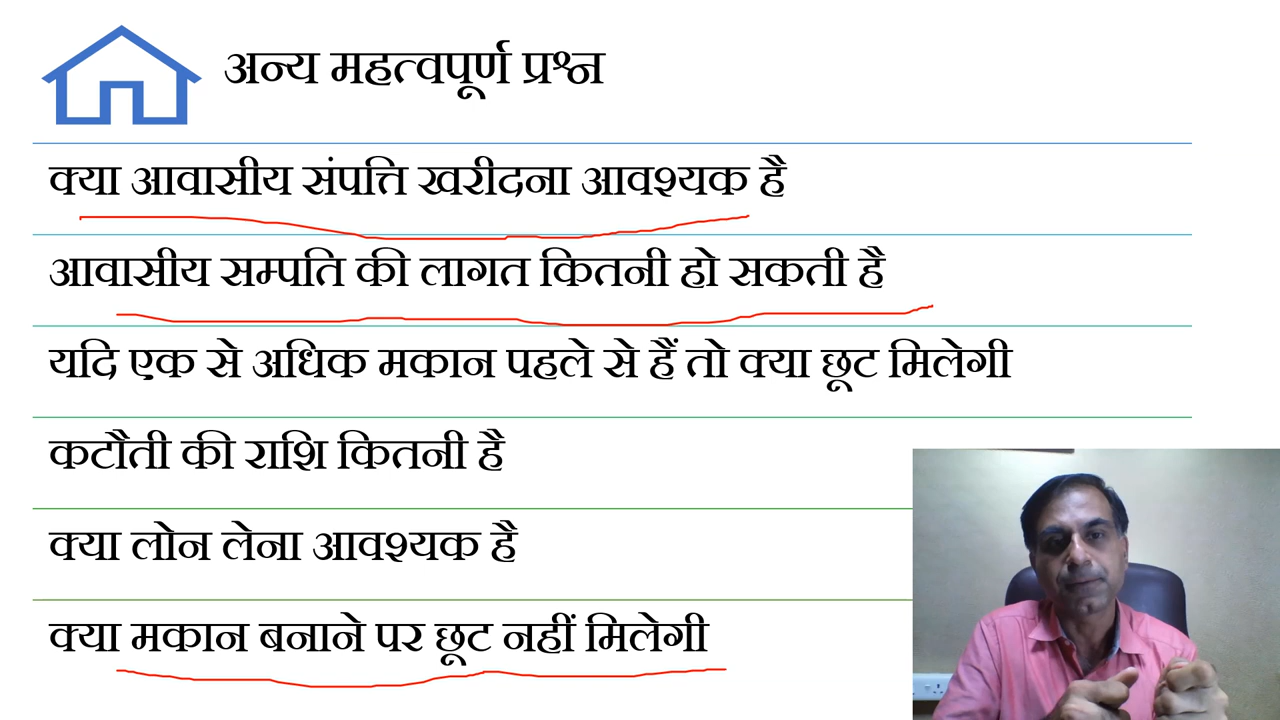 अन्य महत्वपूर्ण प्रश्न
क्या आवासीय संपत्ति खरीदना आवश्यक है
आवासीय सम्पति की लागत कितनी हो सकती है
यदि एक से अधिक मकान पहले से हैं तो क्या छूट मिलेगी
कटौती की राशि कितनी है
क्या लोन लेना आवश्यक है
क्या मकान बनाने पर छूट नहीं मिलेगी